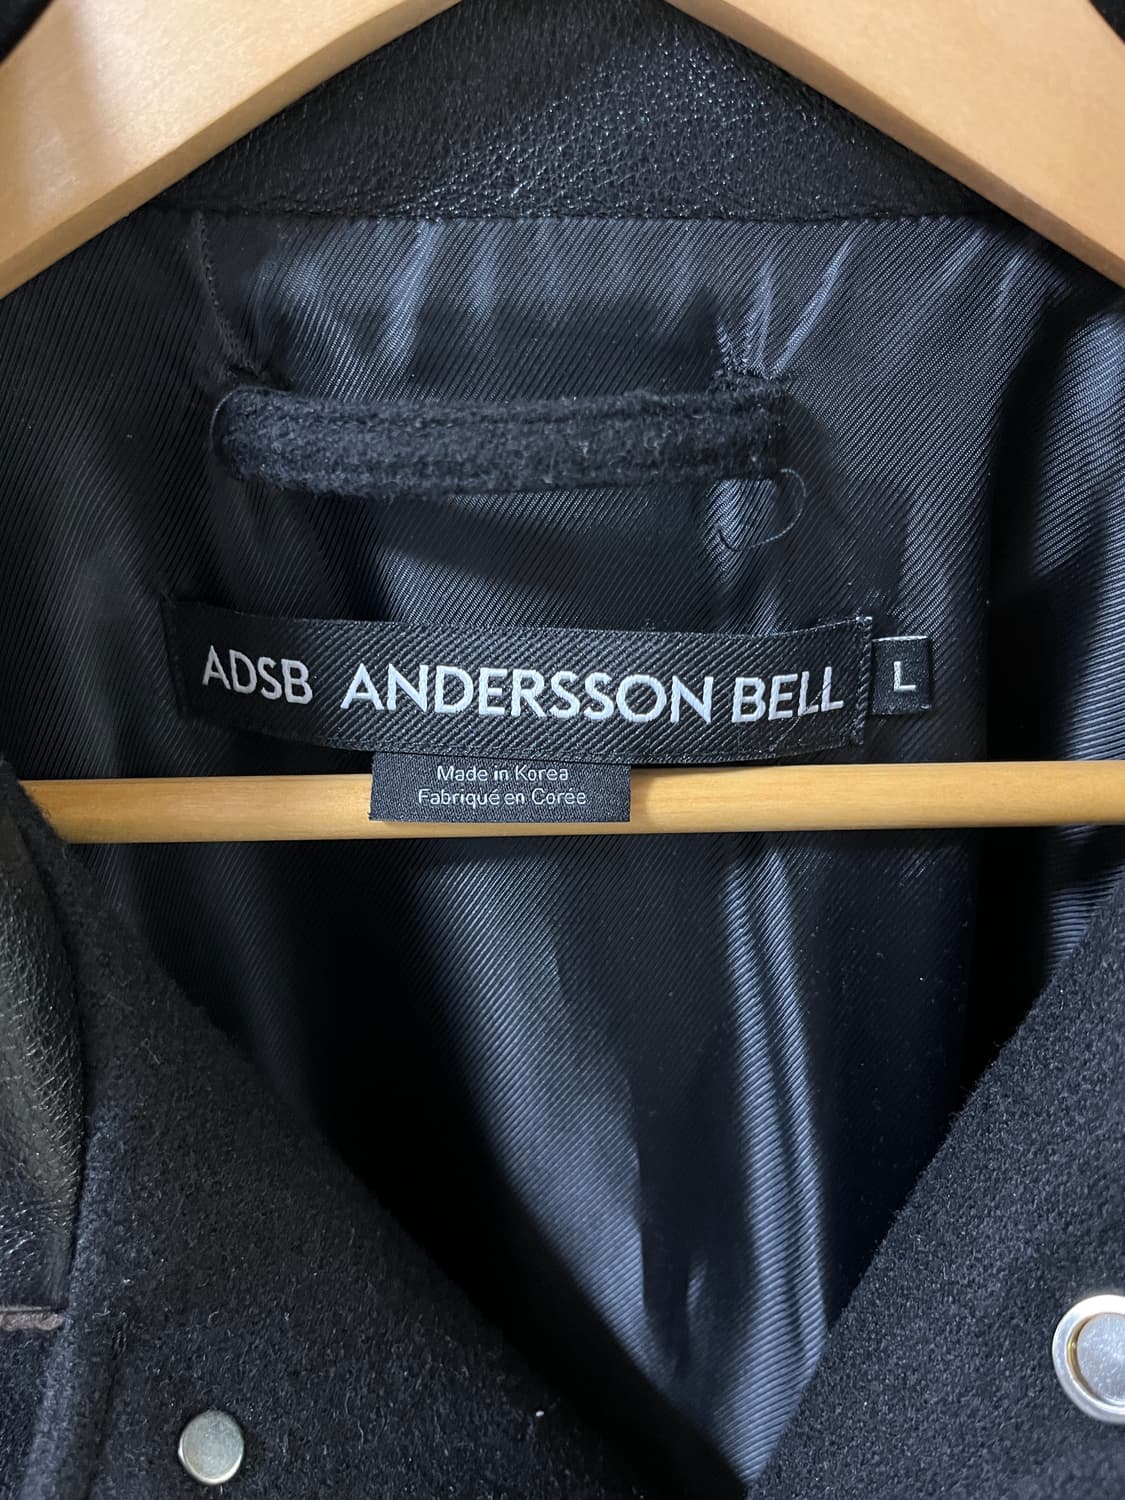 ADSB ANDERSSON BELL L
Made in Korea
Fabriqué en Corée